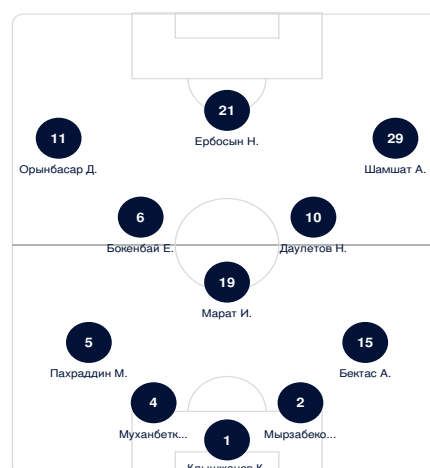 21
Ербосын Н.
11
29
Орынбасар Д.
Шамшат А.
6
10
Бокенбай Е.
Даулетов Н.
19
Марат И.
5
15
Пахраддин М.
Бектас А.
4
2
Муханбетк...
Мырзабеко...
1